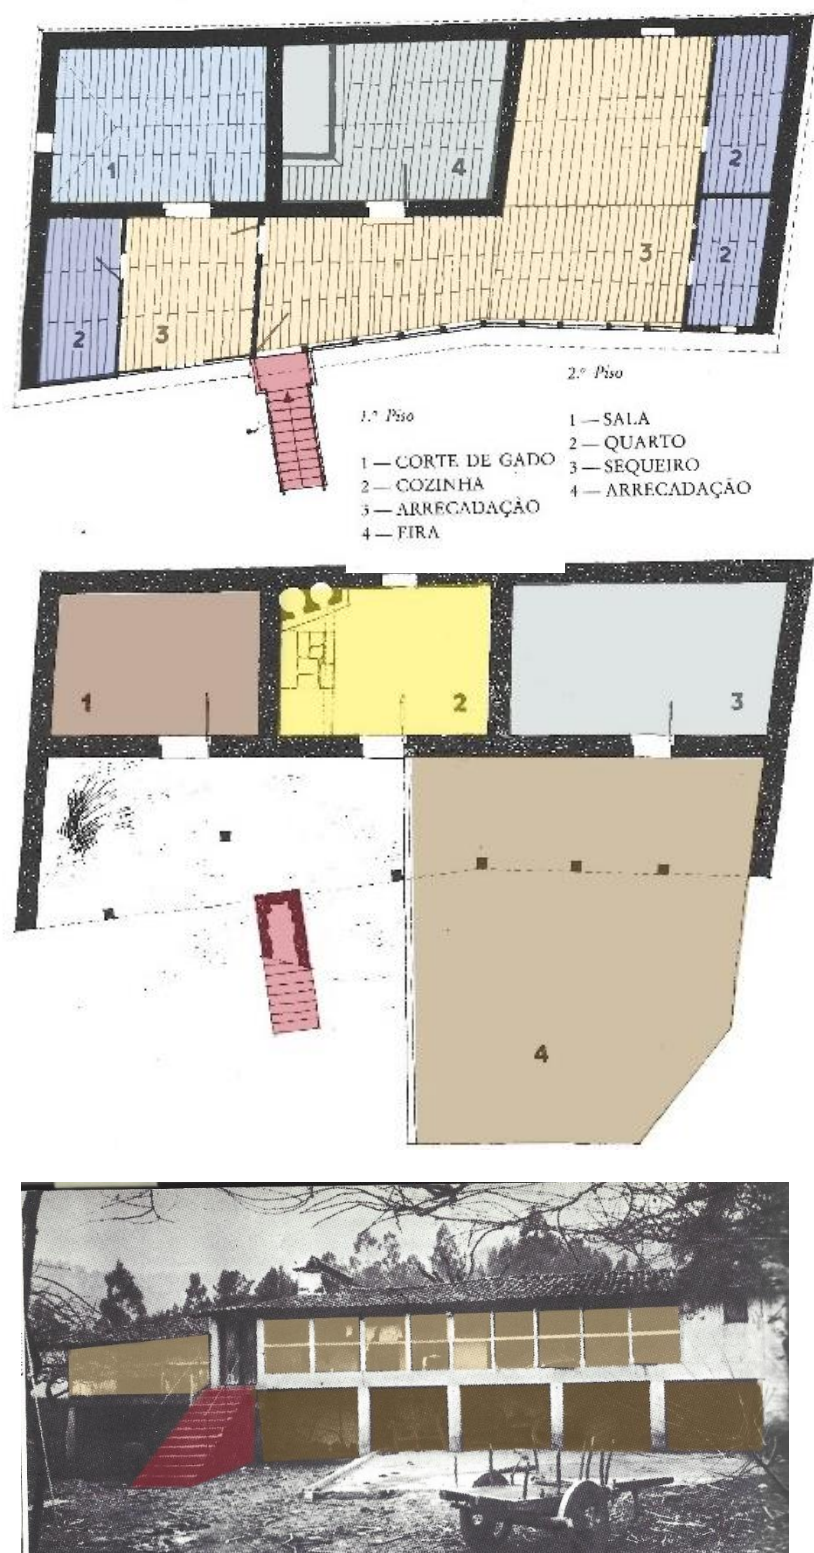 1
4
2
2
3
3
2
2.º Piso
1 — SALA
2 — QUARTO
3 — SEQUEIRO
4 — ARRECADAÇÃO
1.º Piso
1 — CORTE DE GADO
2 — COZINHA
3 — ARRECADAÇÃO
4 — EIRA
1
2
3
4